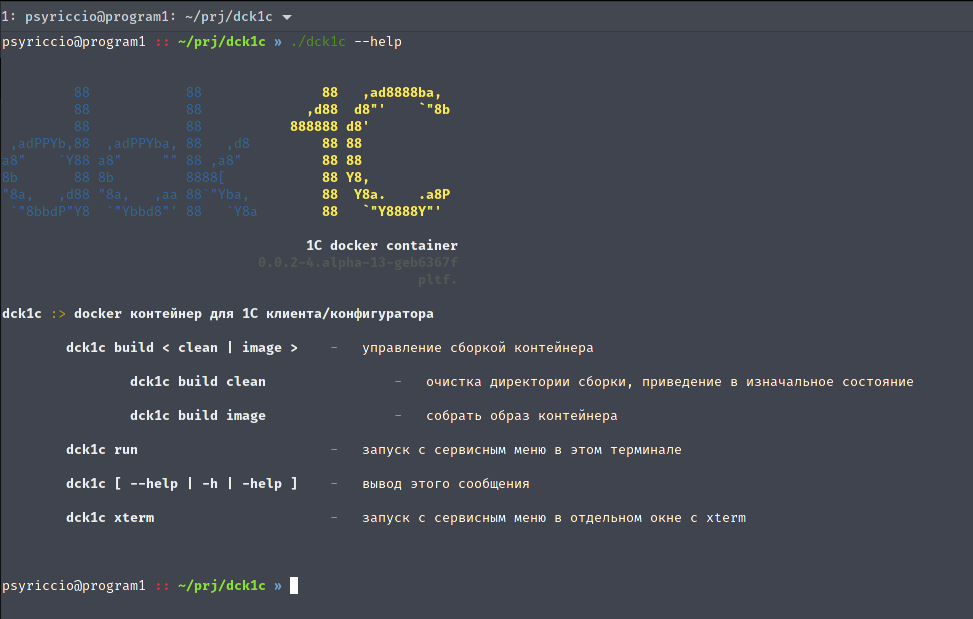 1: psyriccio@program1: ~/prj/dck1c
psyriccio@program1 :: ~/prj/dck1c » ./dck1c --help
        88            88               88   ,ad8888ba,
        88            88             ,d88  d8"'    `"8b
        88            88           888888 d8'
 ,adPPYb,88  ,adPPYba, 88   ,d8         88 88
a8"    `Y88 a8"     "" 88 ,a8"          88 88
8b       88 8b         8888[            88 Y8,
"8a,   ,d88 "8a,   ,aa 88`"Yba,         88  Y8a.    .a8P
 `"8bbdP"Y8  `"Ybbd8"' 88   `Y8a        88   `"Y8888Y"'
1C docker container
0.0.2-4.alpha-13-geb6367f
pltf.
dck1c :> docker контейнер для 1С клиента/конфигуратора
dck1c build < clean | image > - управление сборкой контейнера
dck1c build clean - очистка директории сборки, приведение в изначальное состояние
dck1c build image - собрать образ контейнера
dck1c run - запуск с сервисным меню в этом терминале
dck1c [ --help | -h | -help ] - вывод этого сообщения
dck1c xterm - запуск с сервисным меню в отдельном окне с xterm
psyriccio@program1 :: ~/prj/dck1c »